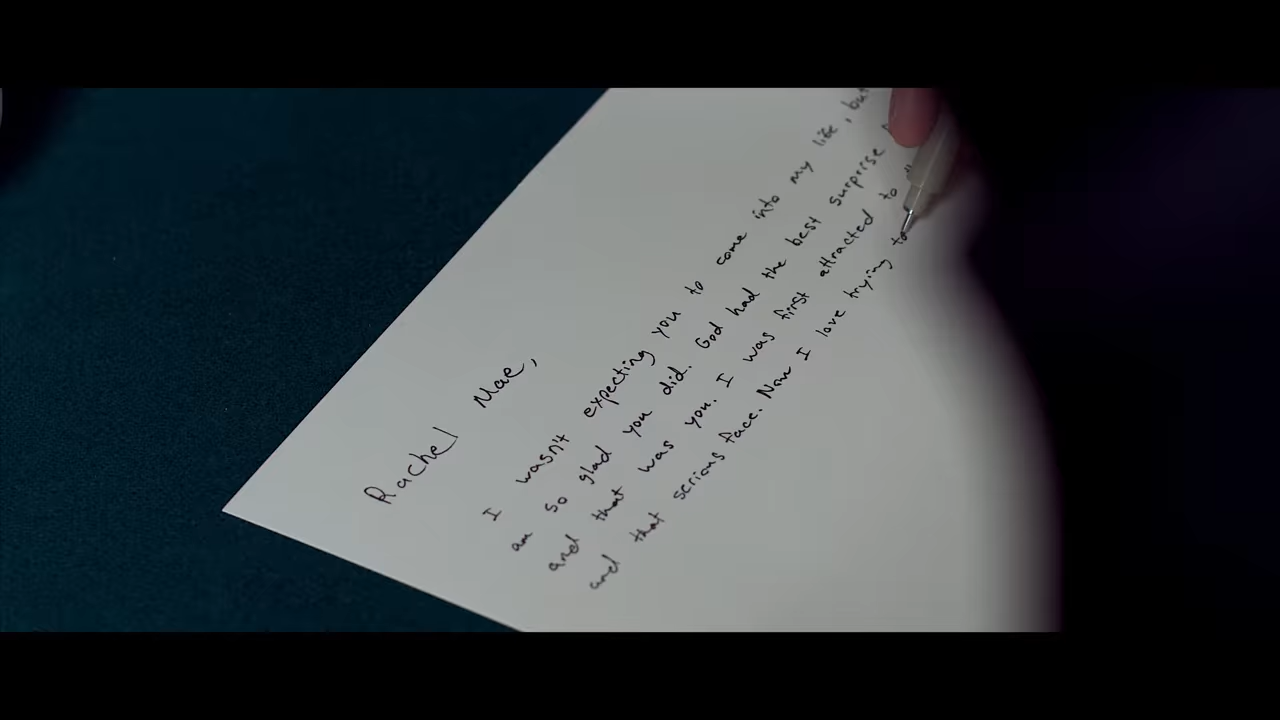 Rachel Mae,
I wasn't expecting you to come into my life, but
am so glad you did. God had the best surprise
and that was you. I was first attracted to
and that serious face. Now I love trying to